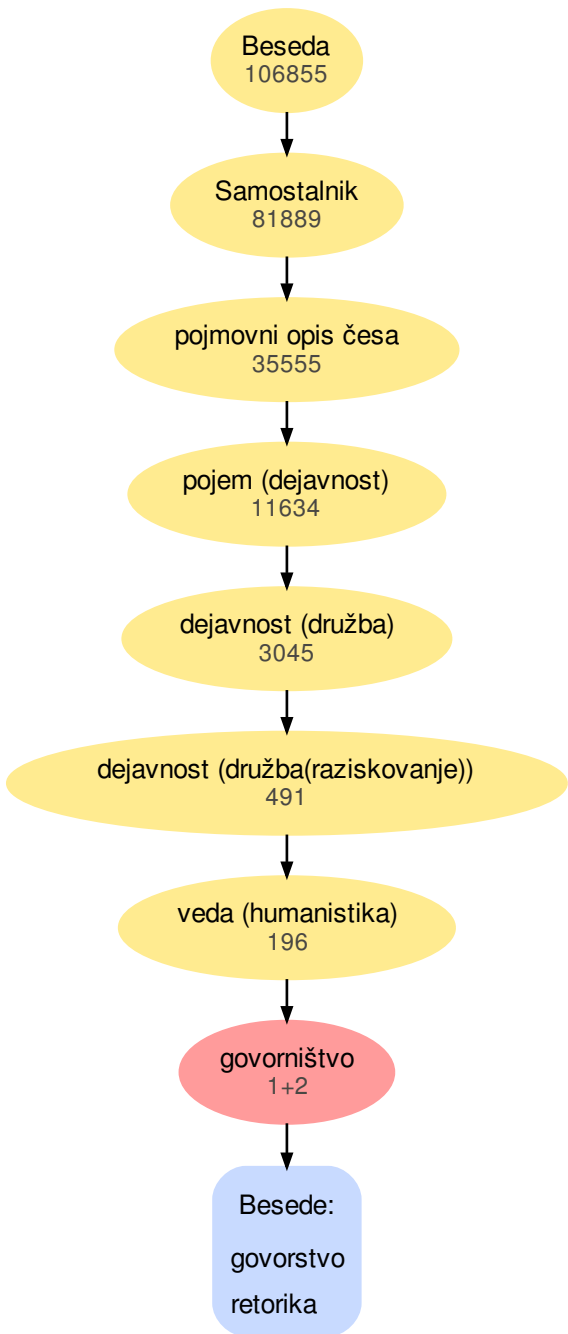 Beseda
106855
Samostalnik
81889
pojmovni opis česa
35555
pojem (dejavnost)
11634
dejavnost (družba)
3045
dejavnost (družba(raziskovanje))
491
veda (humanistika)
196
govorništvo
1+2
Besede:
govorstvo
retorika